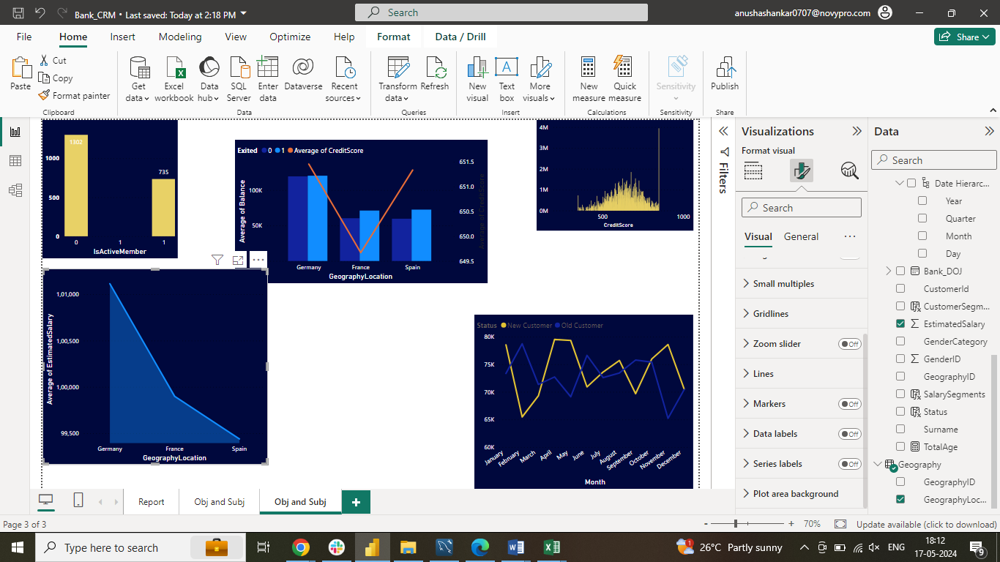 Bank_CRM • Last saved: Today at 2:18 PM
Search
anushashankar0707@novypro.com
File Home Insert Modeling View Optimize Help Format Data / Drill
Share
Paste
Cut
Copy
Format painter
Clipboard
Get data
Excel workbook
Data hub
SQL Server
Enter data
Dataverse
Recent sources
Data
Transform data
Refresh
Queries
New visual
Text box
More visuals
Insert
New measure
Quick measure
Calculations
Sensitivity
Sensitivity
Publish
Share
1302
735
1000
500
0
0 1 1
IsActiveMember
Exited 0 1 Average of CreditScore
Average of Balance
100K
50K
651.5
651.0
650.5
650.0
649.5
Average of CreditScore
Germany France Spain
GeographyLocation
4M
3M
2M
1M
0M
500 1000
CreditScore
Average of EstimatedSalary
1,01,000
1,00,500
1,00,000
99,500
Germany France Spain
GeographyLocation
Status New Customer Old Customer
80K
75K
70K
65K
60K
January February March April May June July August September October November December
Month
Filters
Visualizations
Format visual
Search
Visual General
Small multiples
Gridlines
Zoom slider Off
Lines
Markers Off
Data labels Off
Series labels Off
Plot area background
Data
Search
Date Hierarc...
Year
Quarter
Month
Day
Bank_DOJ
CustomerId
CustomerSegm...
EstimatedSalary
GenderCategory
GenderID
GeographyID
SalarySegments
Status
Surname
TotalAge
Geography
GeographyID
GeographyLoc...
Report Obj and Subj Obj and Subj
Page 3 of 3
- + 70%
Update available (click to download)
Type here to search
1
26°C Partly sunny
ENG
18:12
17-05-2024
9